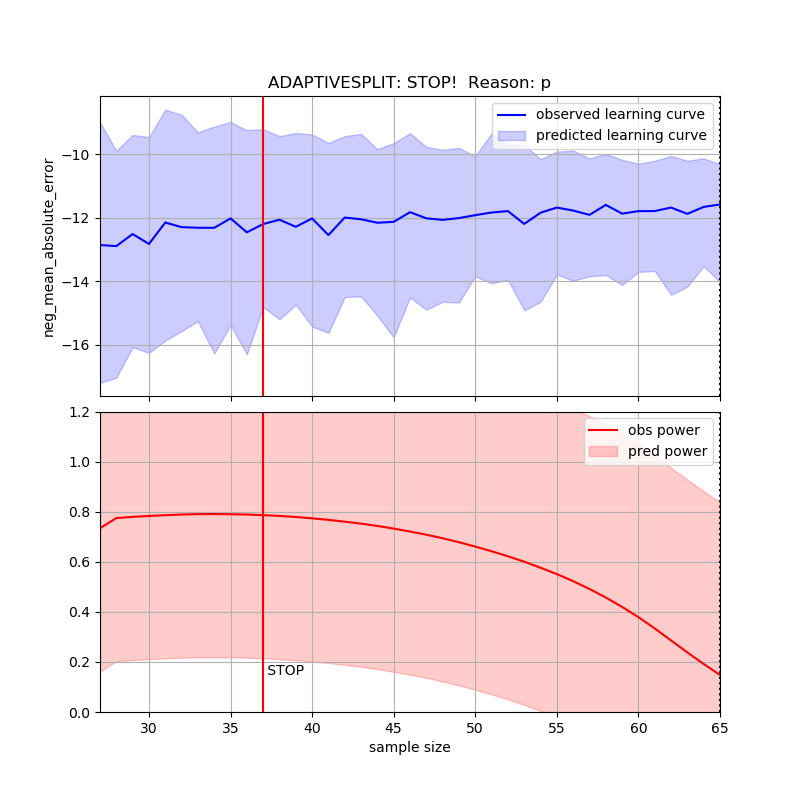 ADAPTIVESPLIT: STOP!  Reason: p
observed learning curve
predicted learning curve
neg_mean_absolute_error
−10
−12
−14
−16
obs power
pred power
1.2
1.0
0.8
0.6
0.4
0.2
0.0
STOP
30 35 40 45 50 55 60 65
sample size